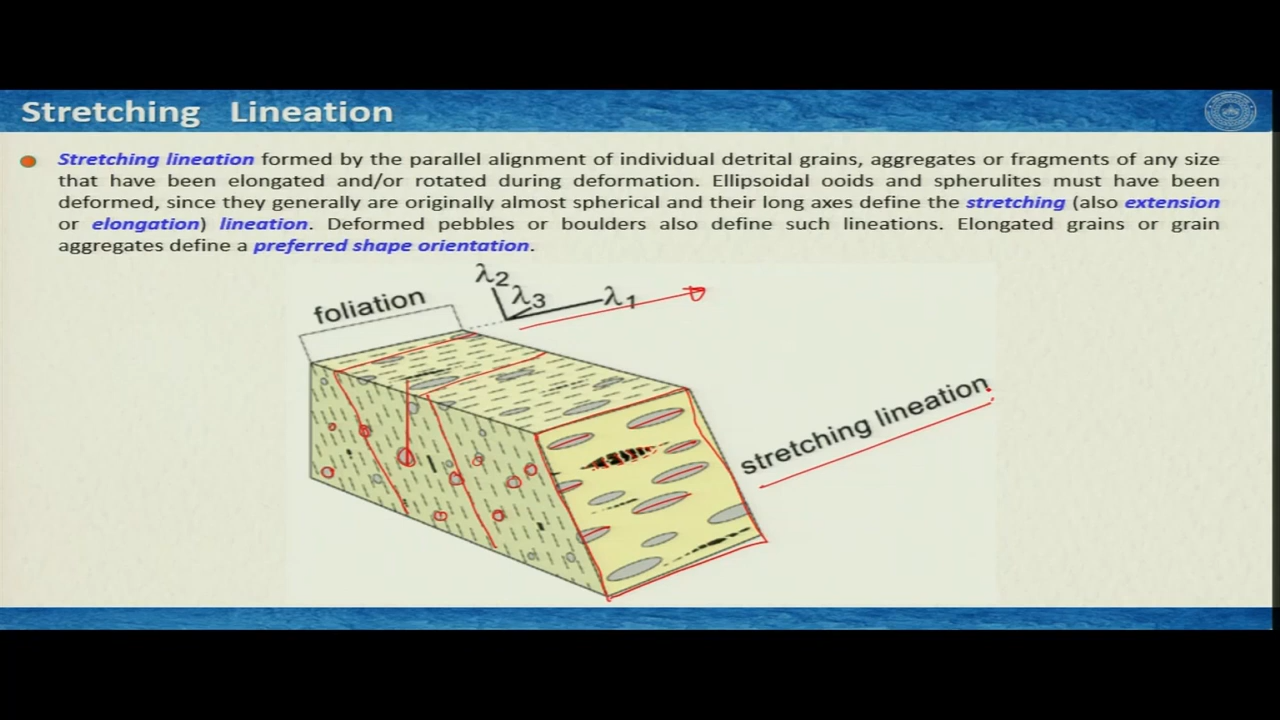 Stretching Lineation
Stretching lineation formed by the parallel alignment of individual detrital grains, aggregates or fragments of any size
that have been elongated and/or rotated during deformation. Ellipsoidal ooids and spherulites must have been
deformed, since they generally are originally almost spherical and their long axes define the stretching (also extension
or elongation) lineation. Deformed pebbles or boulders also define such lineations. Elongated grains or grain
aggregates define a preferred shape orientation.
λ2
λ3
λ1
foliation
stretching lineation